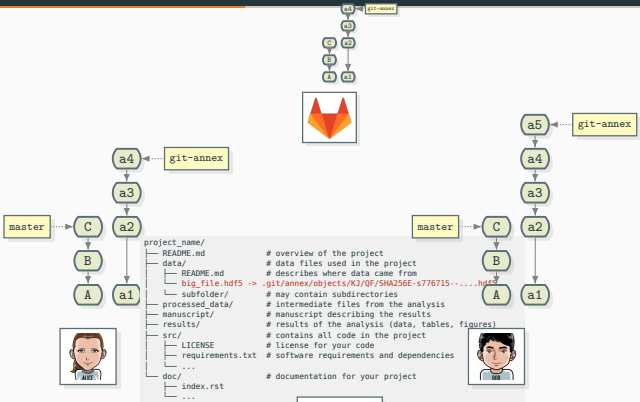 a4 git-annex
a3
C a2
B
A a1
a5 git-annex
a4 git-annex
a4
a3
a3
master C a2
master C a2
B
B
A a1
A a1
project_name/
├── README.md # overview of the project
├── data/ # data files used in the project
│ ├── README.md # describes where data came from
│ └── big_file.hdf5 -> .git/annex/objects/KJ/QF/SHA256E-s776715--....hdf5
│ └── subfolder/ # may contain subdirectories
├── processed_data/ # intermediate files from the analysis
├── manuscript/ # manuscript describing the results
├── results/ # results of the analysis (data, tables, figures)
├── src/ # contains all code in the project
│ ├── LICENSE # license for your code
│ ├── requirements.txt # software requirements and dependencies
│ └── ...
└── doc/ # documentation for your project
├── index.rst
└── ...
ALICE
BOB